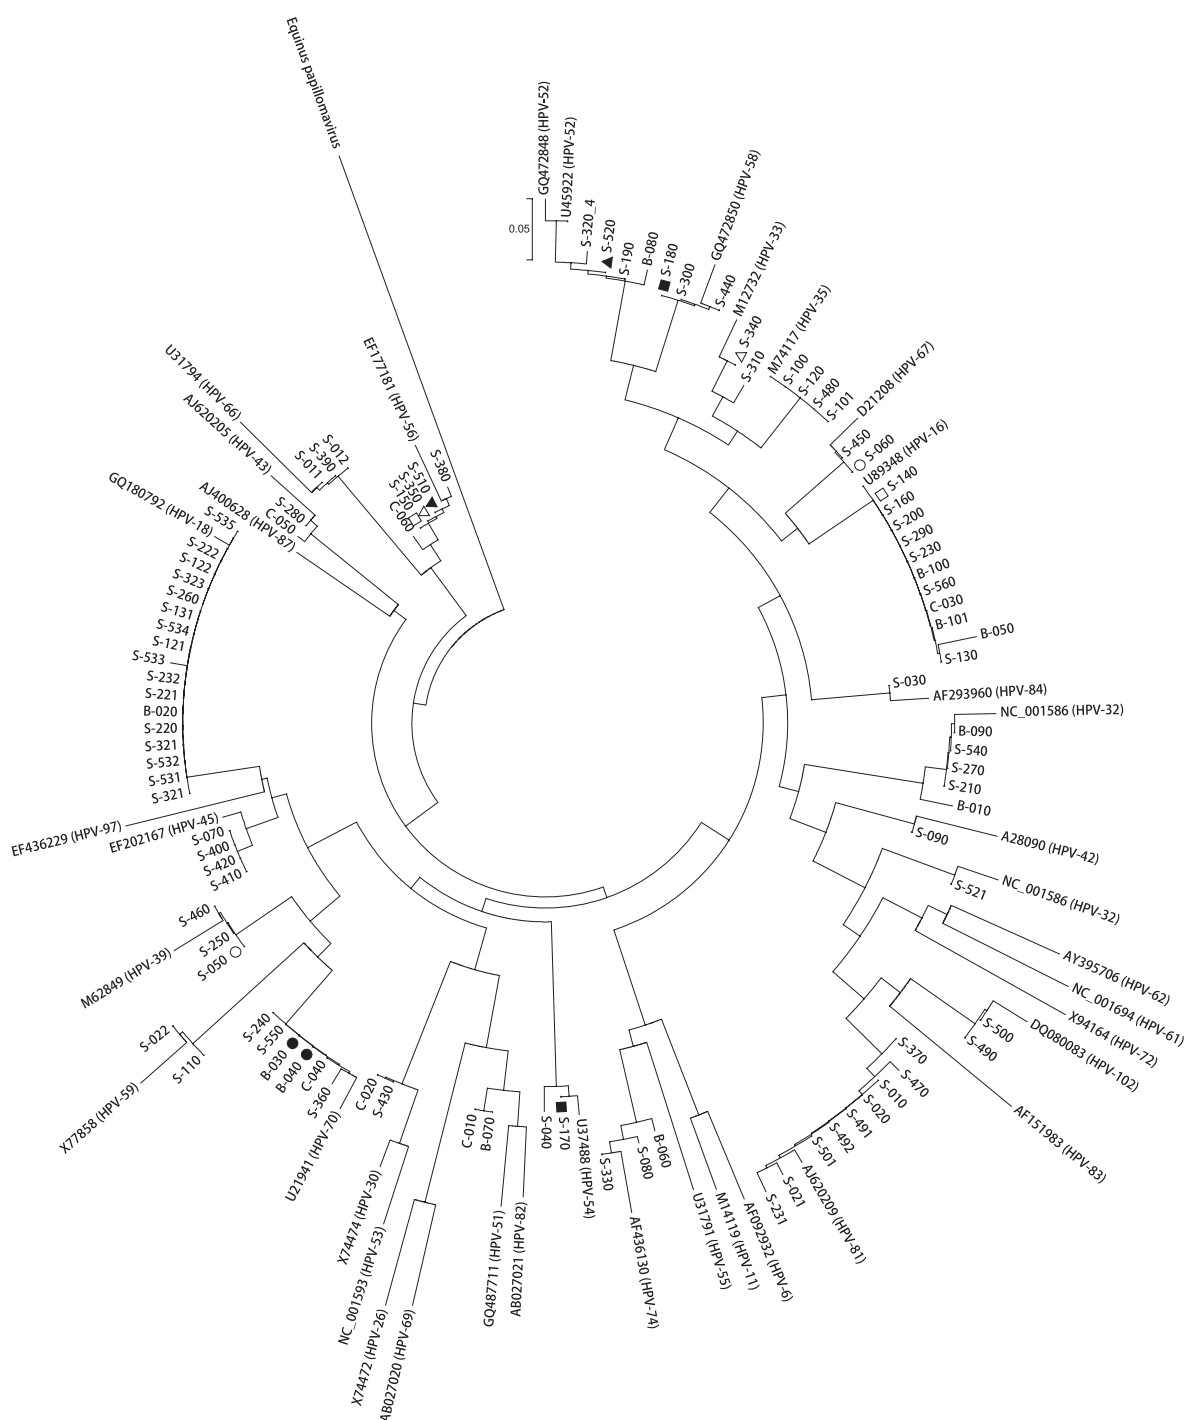 Equinus papillomavirus
GQ472848 (HPV-52)
U45922 (HPV-52)
0.05
S-320_4
S-520
S-190
B-080
S-180
S-300
GQ472850 (HPV-58)
S-440
M12732 (HPV-33)
S-340
S-310
M74117 (HPV-35)
S-100
S-120
S-480
S-101
D21208 (HPV-67)
S-450
S-060
U89348 (HPV-16)
S-140
S-160
S-200
S-290
S-230
B-100
S-560
C-030
B-101
B-050
S-130
S-030
AF293960 (HPV-84)
NC_001586 (HPV-32)
B-090
S-540
S-270
S-210
B-010
A28090 (HPV-42)
S-090
NC_001586 (HPV-32)
S-521
AY395706 (HPV-62)
NC_001694 (HPV-61)
X94164 (HPV-72)
DQ080083 (HPV-102)
S-500
S-490
AF151983 (HPV-83)
S-370
S-470
S-010
S-020
S-491
S-492
S-501
AJ620209 (HPV-81)
S-021
S-231
AF092932 (HPV-6)
M14119 (HPV-11)
U31791 (HPV-55)
B-060
S-080
AF436130 (HPV-74)
S-330
U37488 (HPV-54)
S-170
S-040
AB027021 (HPV-82)
GQ487711 (HPV-51)
B-070
C-010
AB027020 (HPV-69)
X74472 (HPV-26)
NC_001593 (HPV-53)
X74474 (HPV-30)
S-430
C-020
U21941 (HPV-70)
S-360
C-040
B-040
B-030
S-550
S-240
X77858 (HPV-59)
S-110
S-022
M62849 (HPV-39)
S-050
S-250
S-460
S-410
S-420
S-400
S-070
EF202167 (HPV-45)
EF436229 (HPV-97)
S-321
S-531
S-532
S-321
S-220
B-020
S-221
S-232
S-533
S-121
S-534
S-131
S-260
S-323
S-122
S-222
GQ180792 (HPV-18)
S-535
AJ400628 (HPV-87)
C-050
S-280
AJ620205 (HPV-43)
U31794 (HPV-66)
S-011
S-390
S-012
C-060
S-150
S-350
S-510
EF177181 (HPV-56)
S-380